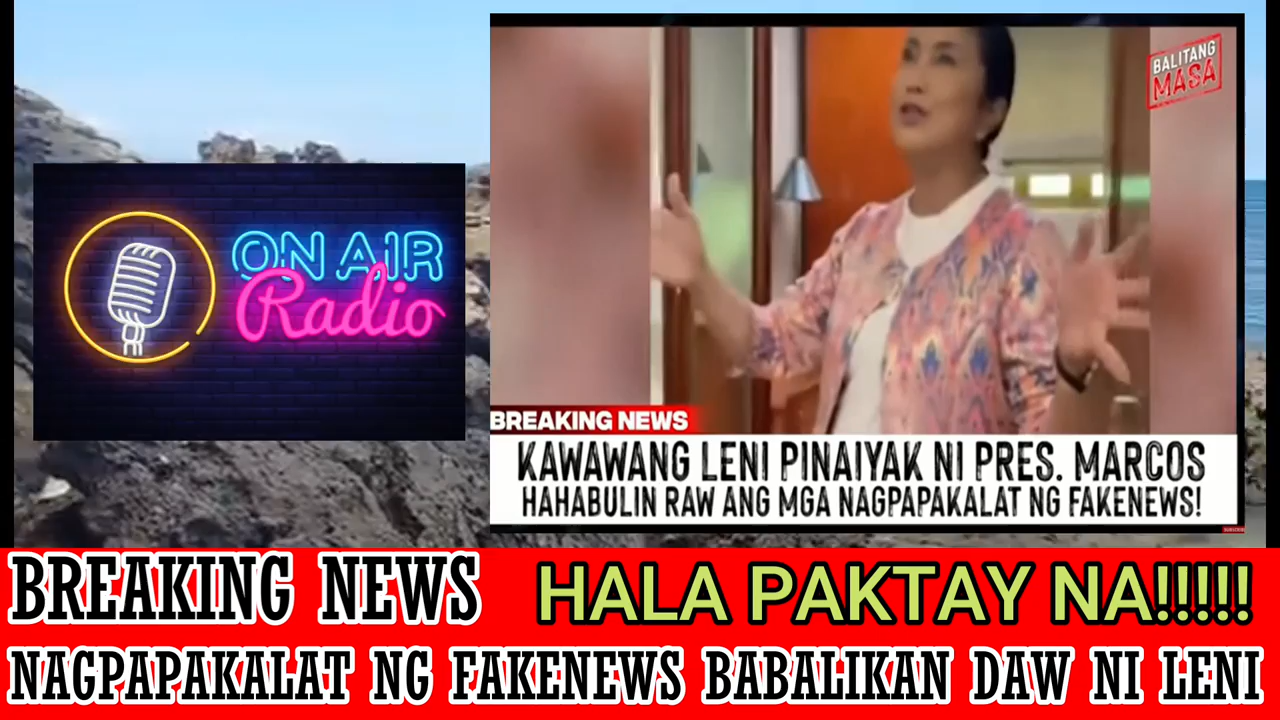 BALITANG
MASA
ON AIR
Radio
BREAKING NEWS
KAWAWANG LENI PINAIYAK NI PRES. MARCOS
HAHABULIN RAW ANG MGA NAGPAPAKALAT NG FAKENEWS!
SUBSCRIBE
BREAKING NEWS
HALA PAKTAY NA!!!!!
NAGPAPAKALAT NG FAKENEWS BABALIKAN DAW NI LENI